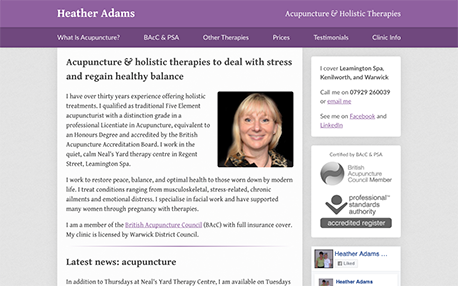 Heather Adams
Acupuncture & Holistic Therapies
What Is Acupuncture? BAcC & PSA Other Therapies Prices Testimonials Clinic Info
Acupuncture & holistic therapies to deal with stress
and regain healthy balance
I have over thirty years experience offering holistic
treatments. I qualified as traditional Five Element
acupuncturist with a distinction grade in a
professional Licentiate in Acupuncture, equivalent to
an Honours Degree and accredited by the British
Acupuncture Accreditation Board. I work in the
quiet, calm Neal's Yard therapy centre in Regent
Street, Leamington Spa.
I work to restore peace, balance, and optimal health to those worn down by modern
life. I treat conditions ranging from musculoskeletal, stress-related, chronic
ailments and emotional distress. I specialise in facial work and have supported
many women through pregnancy with therapies.
I am a member of the British Acupuncture Council (BAcC) with full insurance cover.
My clinic is licensed by Warwick District Council.
Latest news: acupuncture
In addition to Thursdays at Neal's Yard Therapy Centre, I am available on Tuesdays
I cover Leamington Spa,
Kenilworth, and Warwick
Call me on 07929 260039
or email me
See me on Facebook and
LinkedIn
Certified by BAcC & PSA
British
Acupuncture
Council Member
professional
standards
authority
accredited register
Heather Adams ...
Liked
Heather Adams